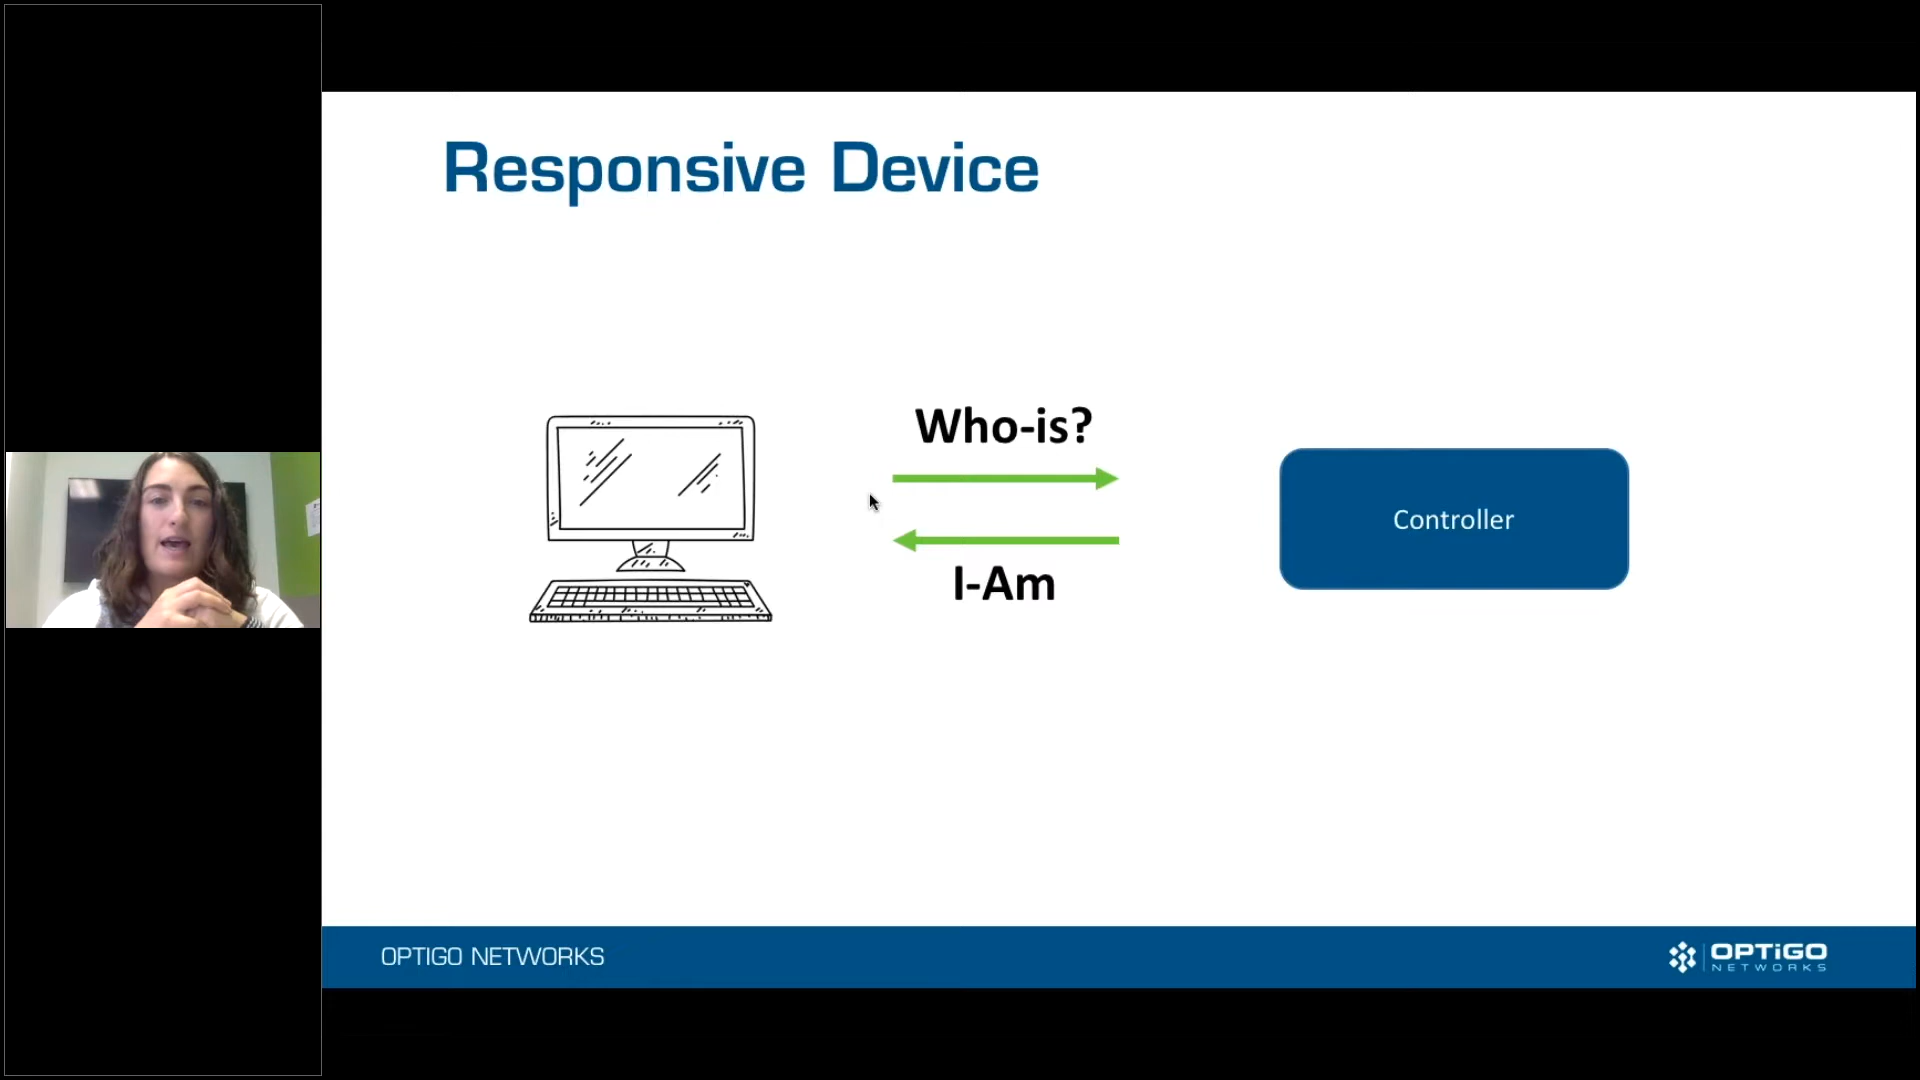 Responsive Device
Who-is?
I-Am
Controller
OPTIGO NETWORKS
OPTiGO
NETWORKS